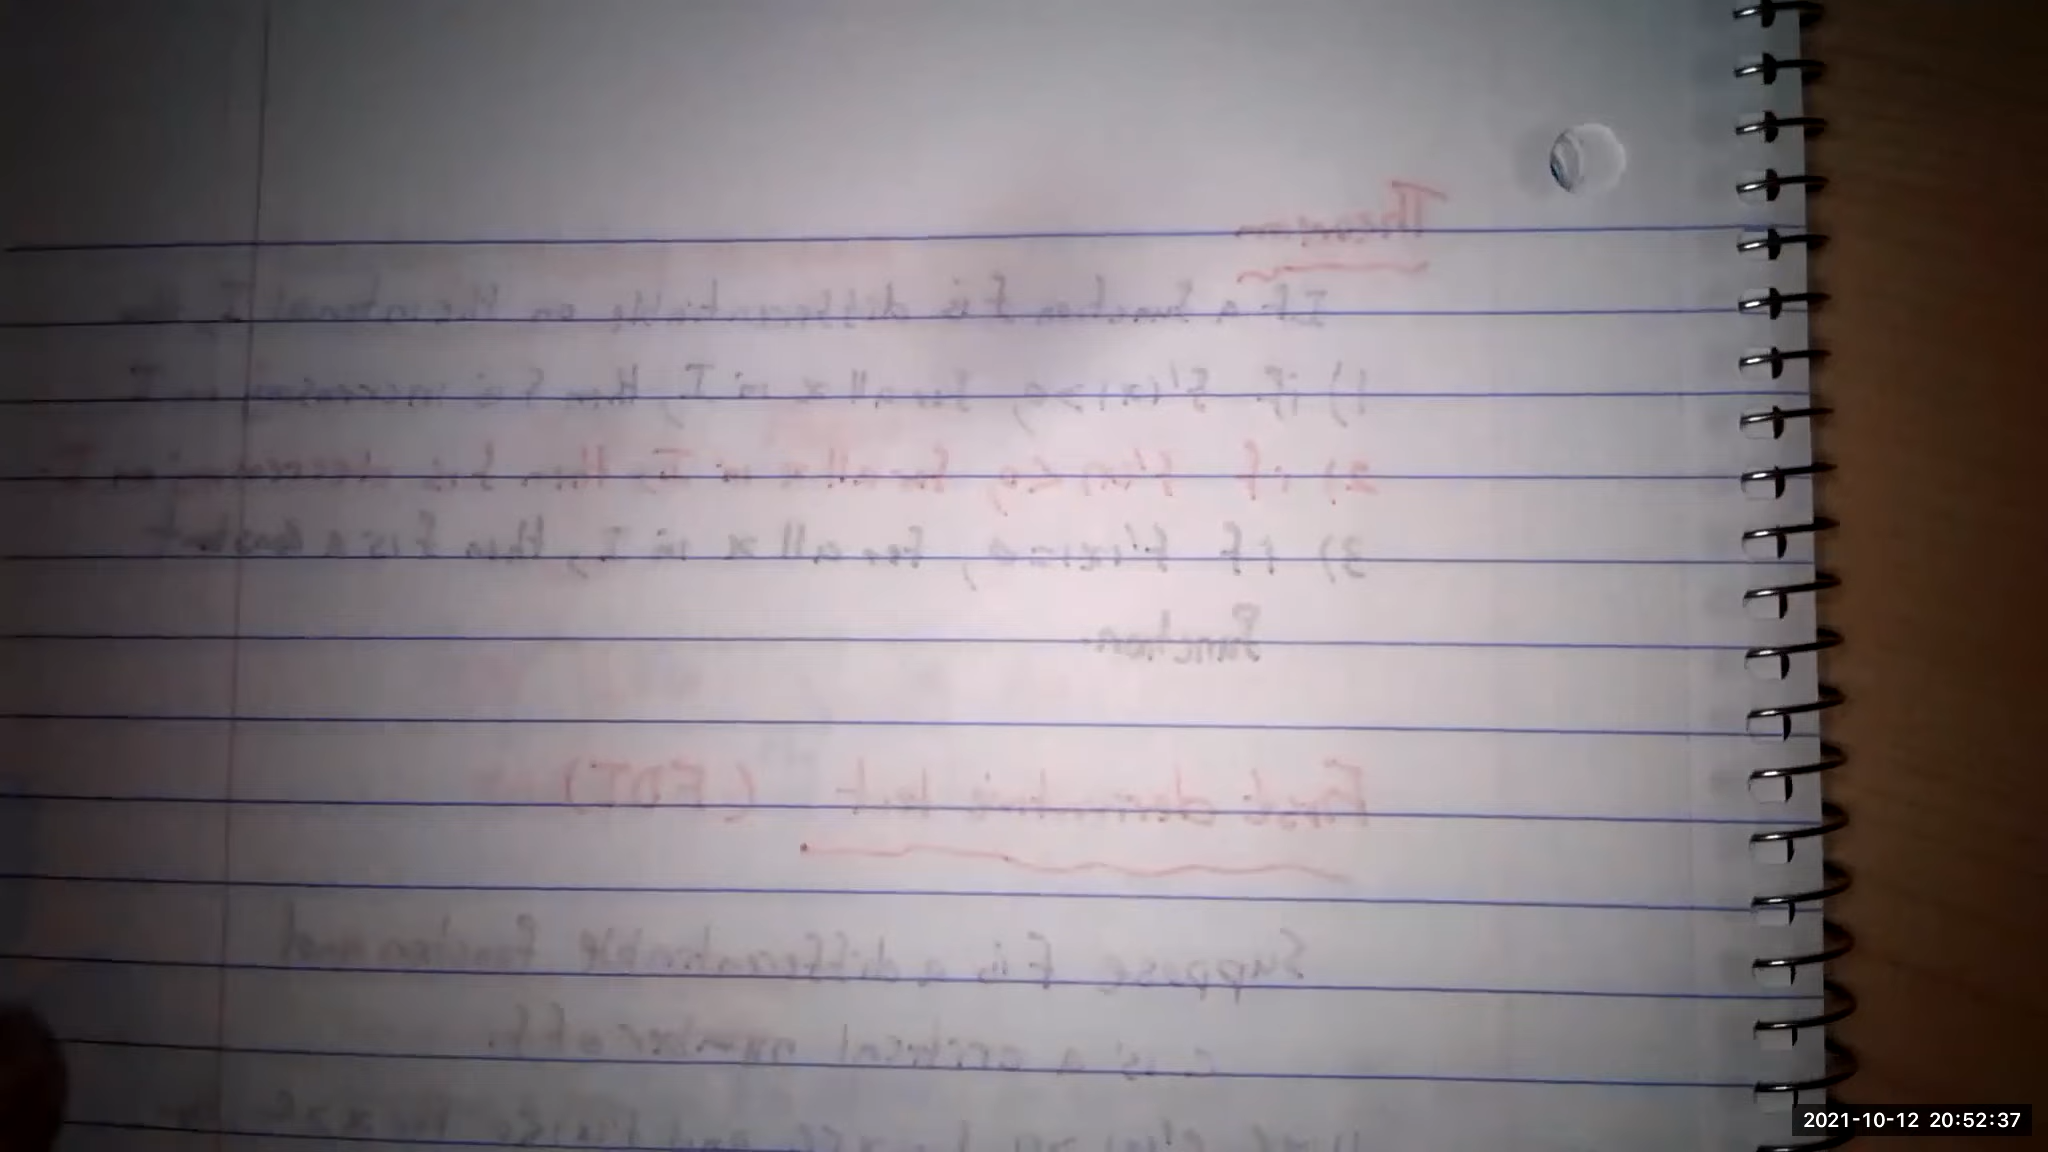 Theorem
If a function f is differentiable on the interval I, then
1) if f'(x)>0, for all x in I, then f is increasing on I
2) if f'(x)<0, for all x in I, then f is decreasing on I.
3) if f'(x)=0, for all x in I, then f is a constant
function.
First derivative test (FDT)
Suppose f is a differentiable function and
c is a critical number of f.
2021-10-12 20:52:37